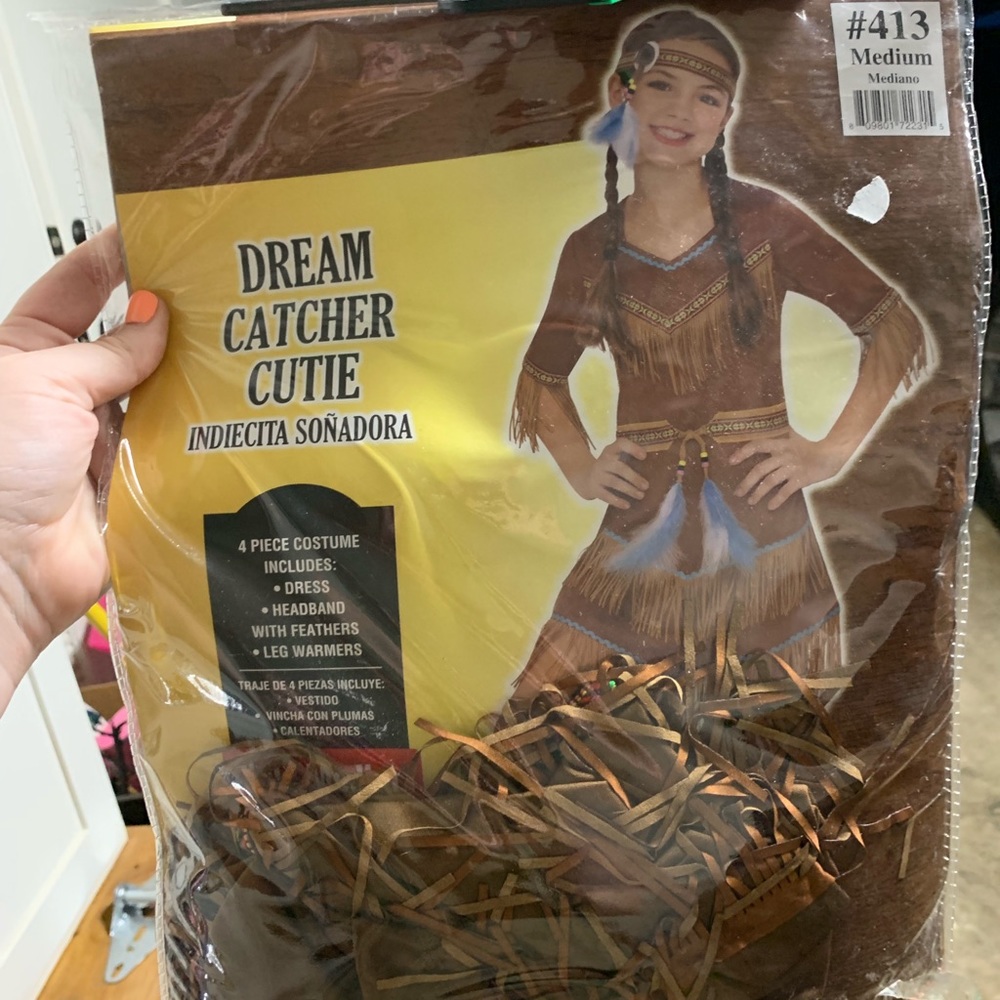 #413
Medium
Mediano
DREAM
CATCHER
CUTIE
INDIECITA SOÑADORA
4 PIECE COSTUME
INCLUDES:
• DRESS
• HEADBAND
WITH FEATHERS
• LEG WARMERS
TRAJE DE 4 PIEZAS INCLUYE:
• VESTIDO
• VINCHA CON PLUMAS
• CALENTADORES